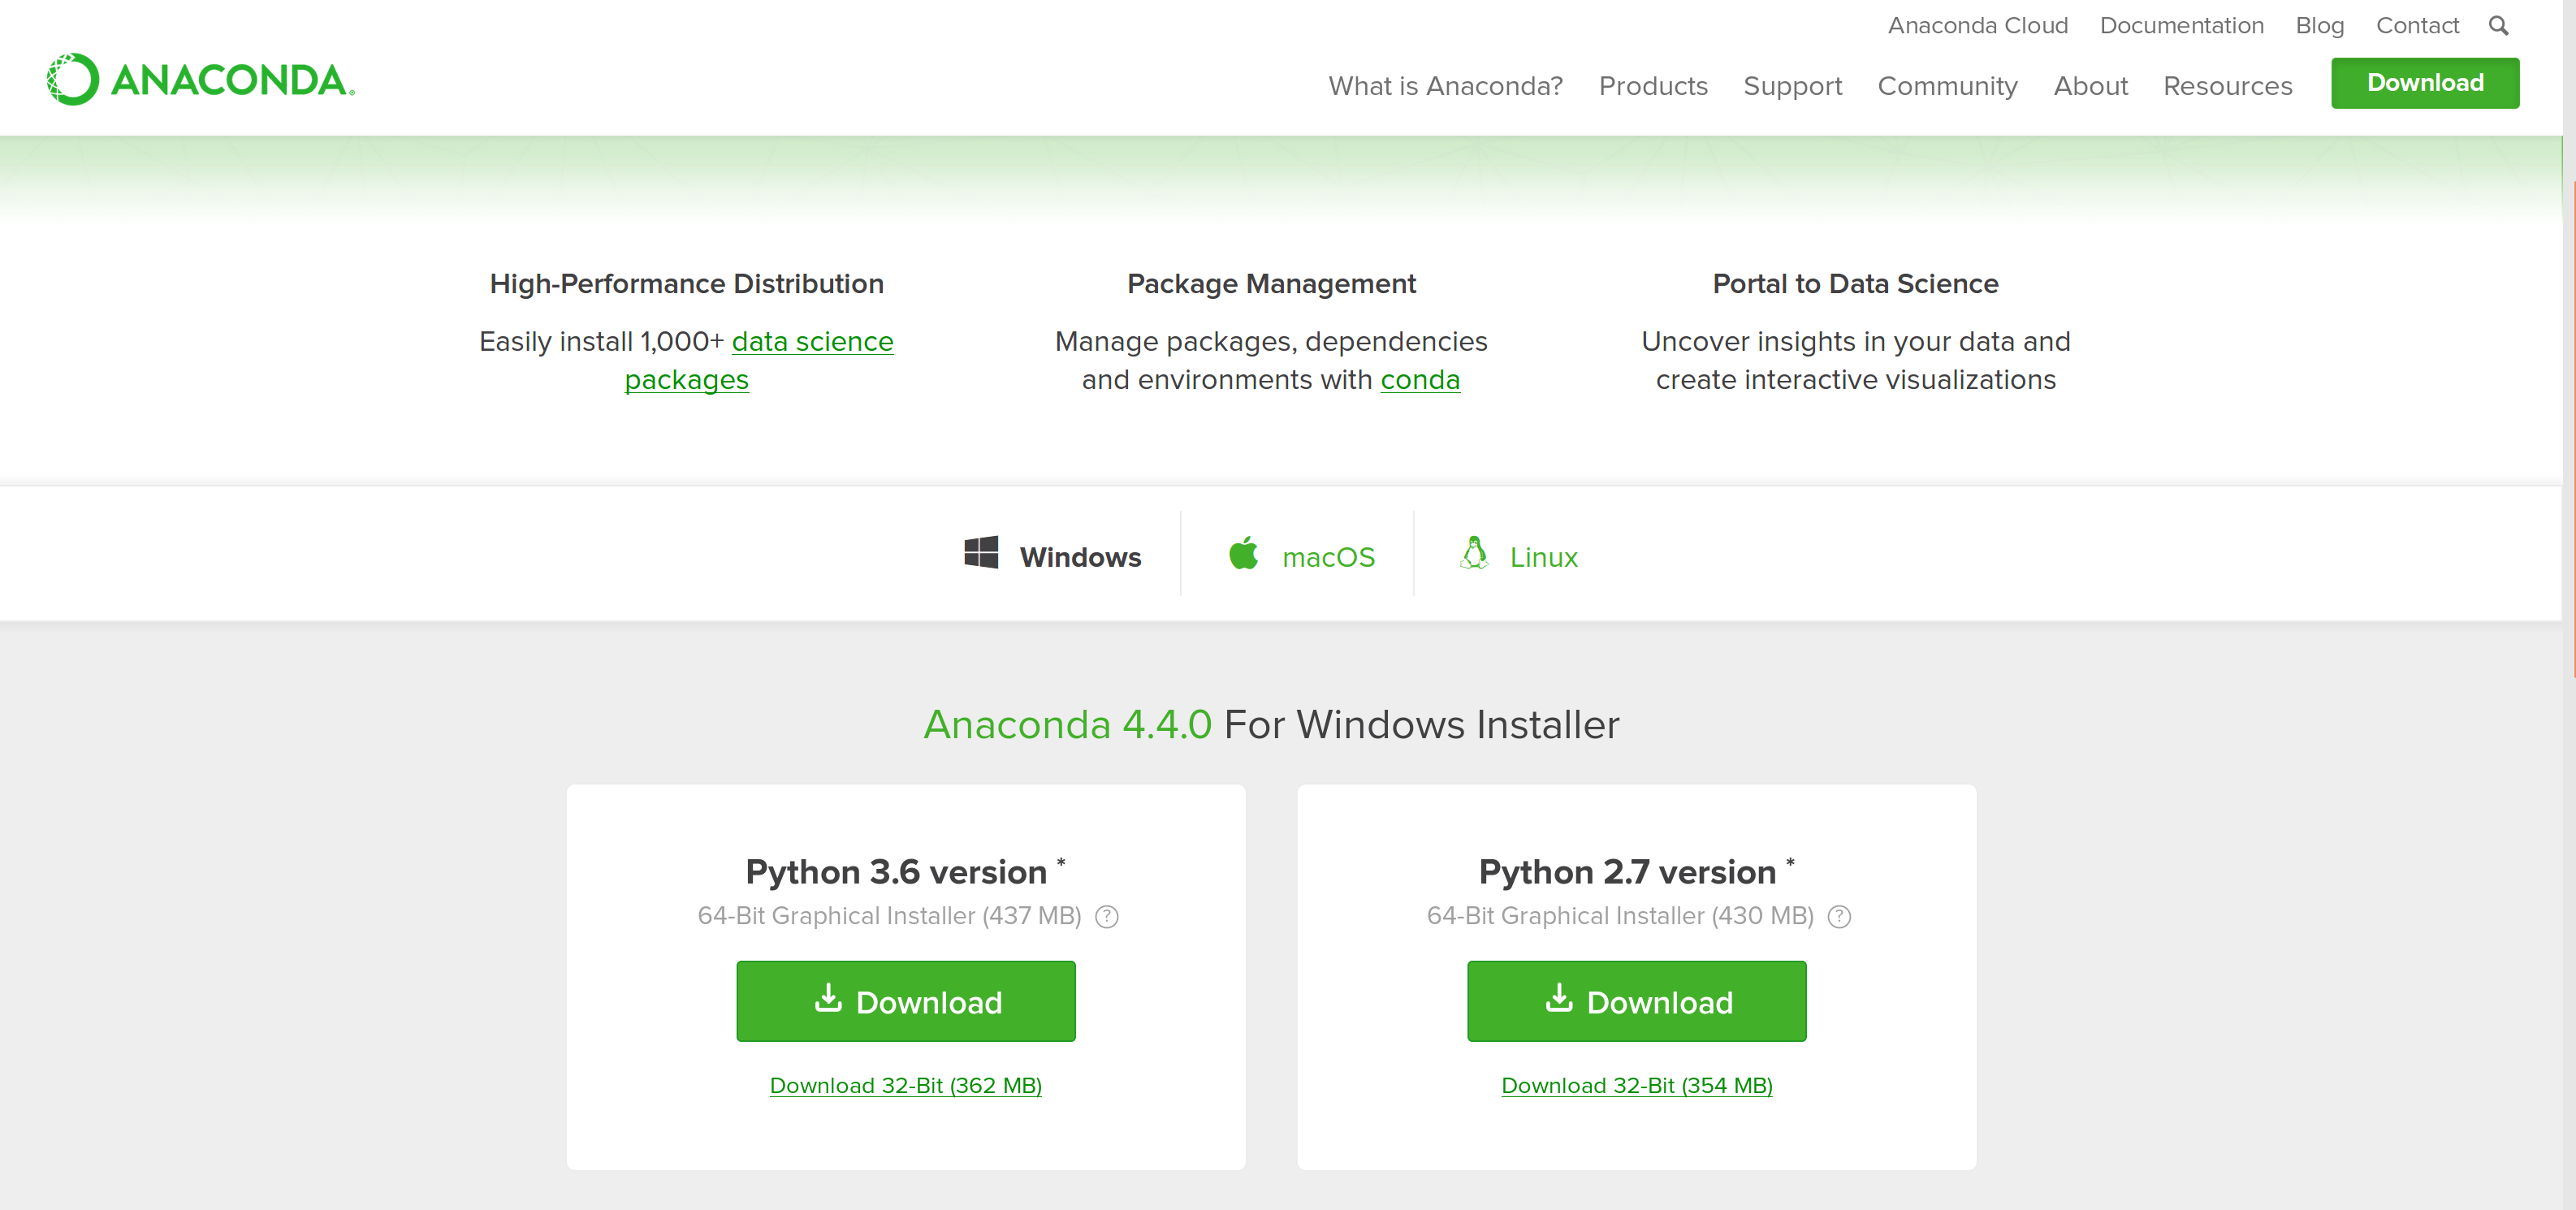 Anaconda Cloud Documentation Blog Contact
ANACONDA®
What is Anaconda? Products Support Community About Resources Download
High-Performance Distribution
Easily install 1,000+ data science
packages
Package Management
Manage packages, dependencies
and environments with conda
Portal to Data Science
Uncover insights in your data and
create interactive visualizations
Windows macOS Linux
Anaconda 4.4.0 For Windows Installer
Python 3.6 version *
64-Bit Graphical Installer (437 MB) ?
Download
Download 32-Bit (362 MB)
Python 2.7 version *
64-Bit Graphical Installer (430 MB) ?
Download
Download 32-Bit (354 MB)